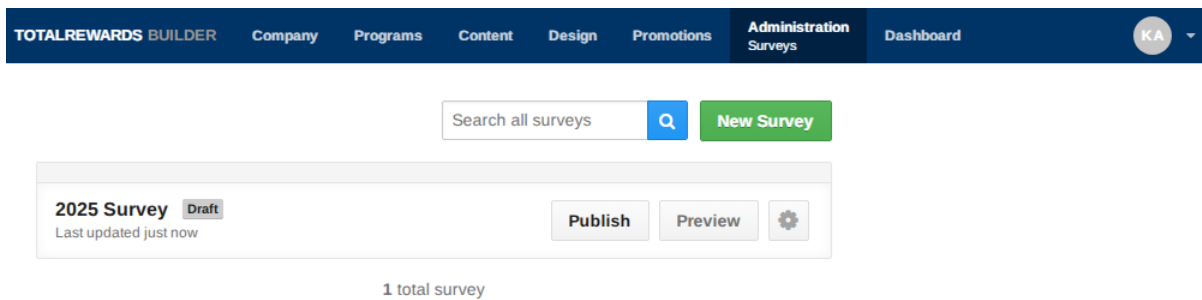 TOTALREWARDS BUILDER Company Programs Content Design Promotions Administration Dashboard KA
Surveys
Search all surveys New Survey
2025 Survey Draft Publish Preview
Last updated just now
1 total survey